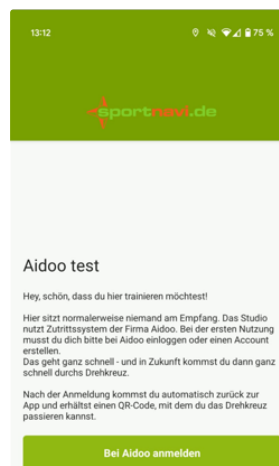 13:12
75 %
sportnavi.de
Aidoo test
Hey, schön, dass du hier trainieren möchtest!
Hier sitzt normalerweise niemand am Empfang. Das Studio
nutzt Zutrittssystem der Firma Aidoo. Bei der ersten Nutzung
musst du dich bitte bei Aidoo einloggen oder einen Account
erstellen.
Das geht ganz schnell - und in Zukunft kommst du dann ganz
schnell durchs Drehkreuz.
Nach der Anmeldung kommst du automatisch zurück zur
App und erhältst einen QR-Code, mit dem du das Drehkreuz
passieren kannst.
Bei Aidoo anmelden